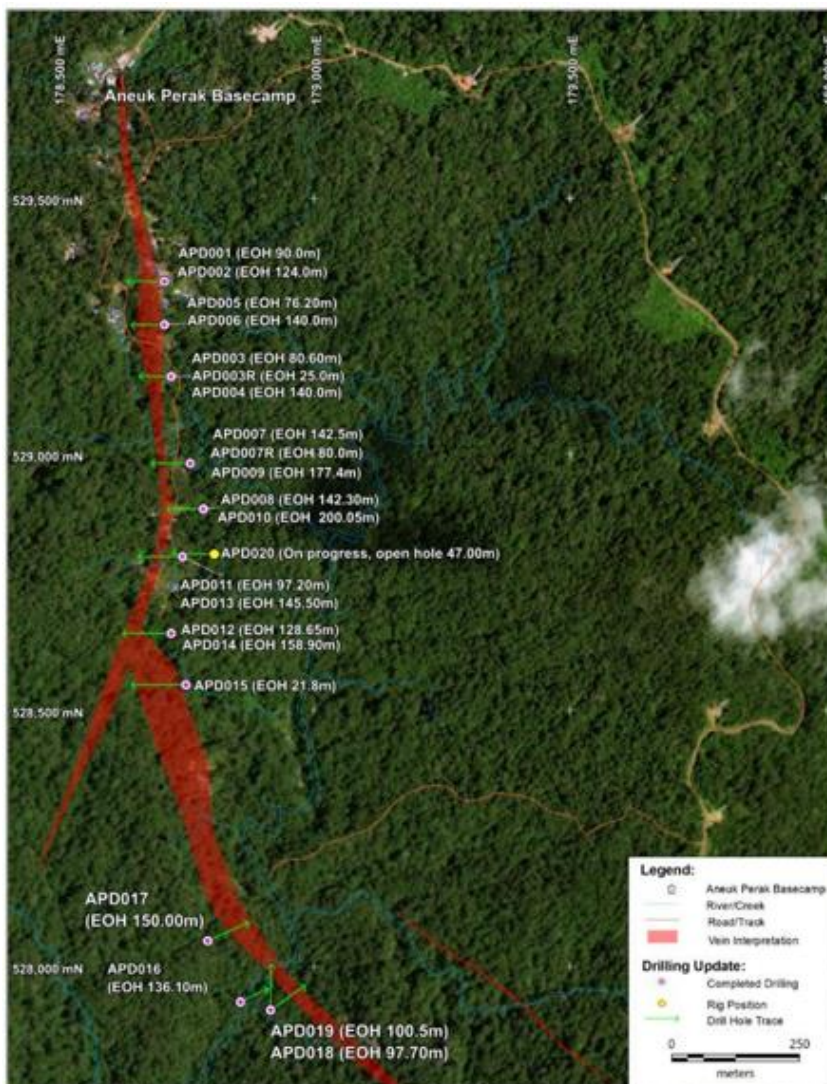 178,500 mE
179,000 mE
179,500 mE
Aneuk Perak Basecamp
529,500 mN
APD001 (EOH 90.0m)
APD002 (EOH 124.0m)
APD005 (EOH 76.20m)
APD006 (EOH 140.0m)
APD003 (EOH 80.60m)
APD003R (EOH 25.0m)
APD004 (EOH 140.0m)
529,000 mN
APD007 (EOH 142.5m)
APD007R (EOH 80.0m)
APD009 (EOH 177.4m)
APD008 (EOH 142.30m)
APD010 (EOH 200.05m)
APD020 (On progress, open hole 47.00m)
APD011 (EOH 97.20m)
APD013 (EOH 145.50m)
APD012 (EOH 128.65m)
APD014 (EOH 158.90m)
APD015 (EOH 21.8m)
528,500 mN
APD017
(EOH 150.00m)
528,000 mN
APD016
(EOH 136.10m)
APD019 (EOH 100.5m)
APD018 (EOH 97.70m)
Legend:
Aneuk Perak Basecamp
River/Creek
Road/Track
Vein Interpretation
Drilling Update:
Completed Drilling
Rig Position
Drill Hole Trace
0 250
meters